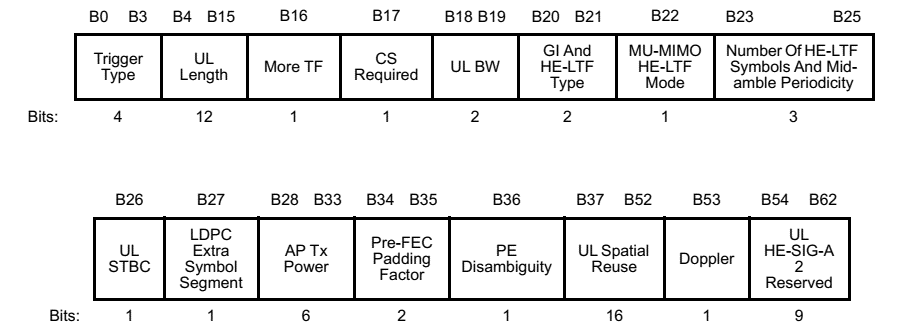 B0 B3 B4 B15 B16 B17 B18 B19 B20 B21 B22 B23 B25
Trigger Type
UL Length
More TF
CS Required
UL BW
GI And HE-LTF Type
MU-MIMO HE-LTF Mode
Number Of HE-LTF Symbols And Mid-amble Periodicity
Bits: 4 12 1 1 2 2 1 3
B26 B27 B28 B33 B34 B35 B36 B37 B52 B53 B54 B62
UL STBC
LDPC Extra Symbol Segment
AP Tx Power
Pre-FEC Padding Factor
PE Disambiguity
UL Spatial Reuse
Doppler
UL HE-SIG-A 2 Reserved
Bits: 1 1 6 2 1 16 1 9